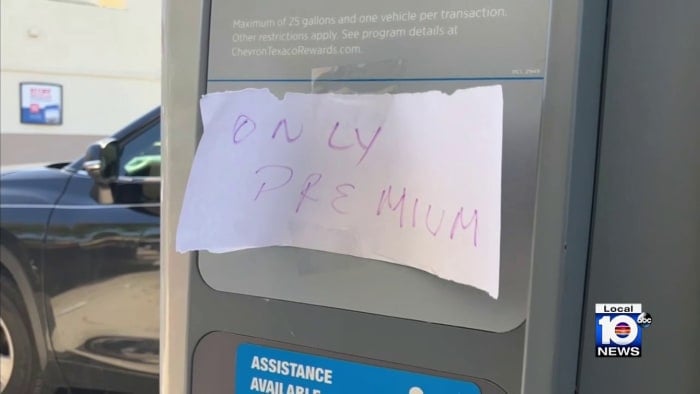 Maximum of 25 gallons and one vehicle per transaction.
Other restrictions apply. See program details at
ChevronTexacoRewards.com.
ONLY
PREMIUM
ASSISTANCE
AVAILABLE
Local
10 abc
NEWS